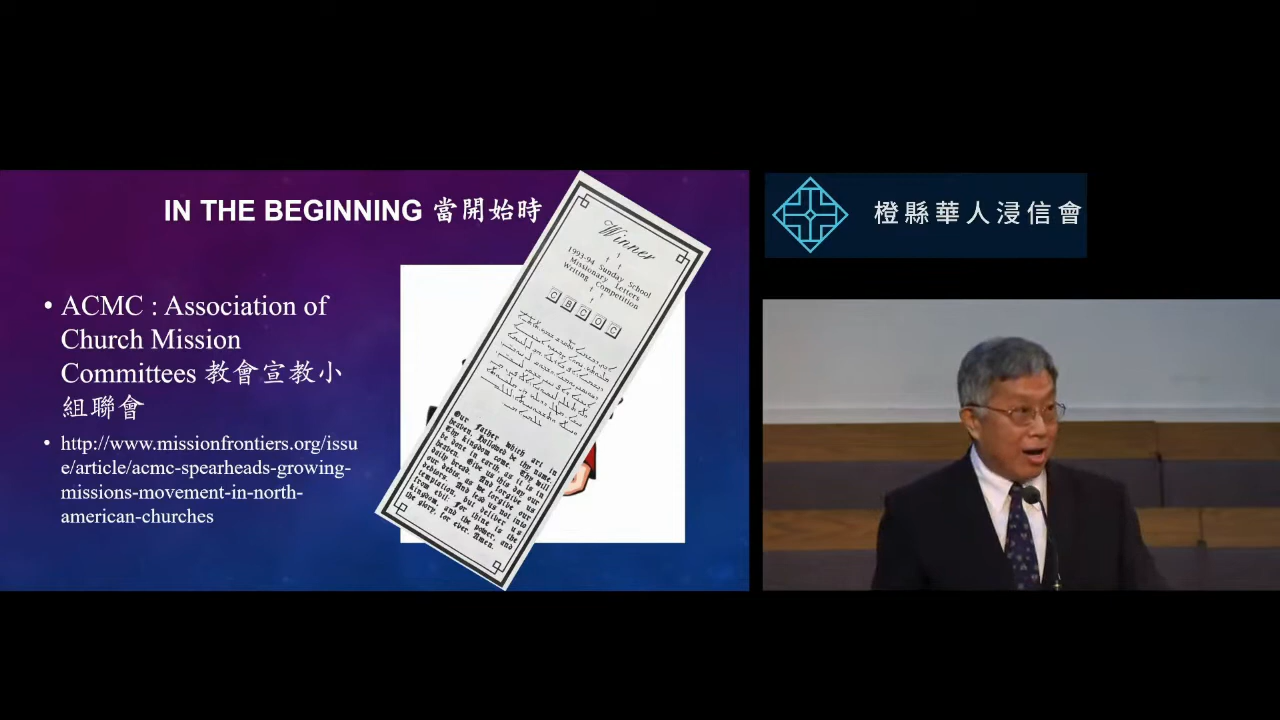 IN THE BEGINNING 當開始時
• ACMC : Association of
Church Mission
Committees 教會宣教小
組聯會
• http://www.missionfrontiers.org/issu
e/article/acmc-spearheads-growing-
missions-movement-in-north-
american-churches
Winner
1993-94 Sunday School
Missionary Letters
Writing Competition
C B C O C
Our Father which art in
heaven, Hallowed be thy name.
Thy kingdom come. Thy will
be done in earth, as it is in
heaven. Give us this day our
daily bread. And forgive us
our debts, as we forgive our
debtors. And lead us not into
temptation, but deliver us
from evil: For thine is the
kingdom, and the power, and
the glory, for ever. Amen.
橙縣華人浸信會